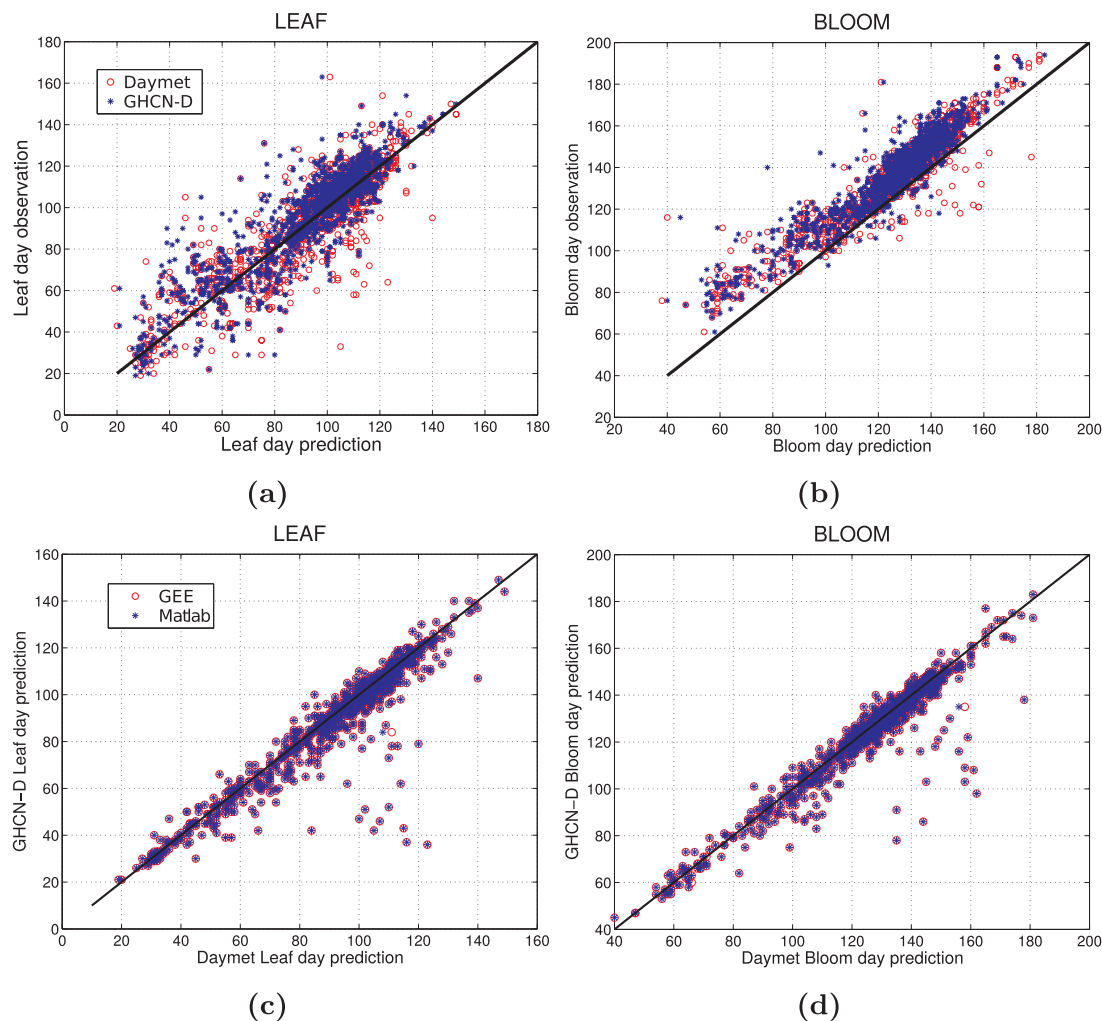 LEAF
180
160
140
120
100
80
60
40
20
0
Leaf day observation
Daymet
GHCN-D
0 20 40 60 80 100 120 140 160 180
Leaf day prediction
(a)
BLOOM
200
180
160
140
120
100
80
60
40
20
Bloom day observation
20 40 60 80 100 120 140 160 180 200
Bloom day prediction
(b)
LEAF
160
140
120
100
80
60
40
20
0
GHCN-D Leaf day prediction
GEE
Matlab
0 20 40 60 80 100 120 140 160
Daymet Leaf day prediction
(c)
BLOOM
200
180
160
140
120
100
80
60
40
GHCN-D Bloom day prediction
40 60 80 100 120 140 160 180 200
Daymet Bloom day prediction
(d)